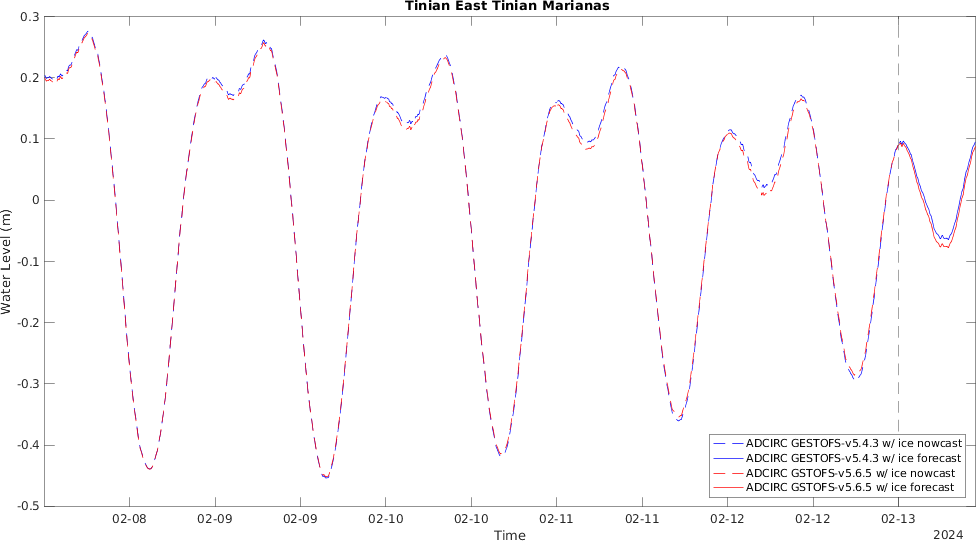 Tinian East Tinian Marianas
0.3
0.2
0.1
0
-0.1
-0.2
-0.3
-0.4
-0.5
Water Level (m)
ADCIRC GESTOFS-v5.4.3 w/ ice nowcast
ADCIRC GESTOFS-v5.4.3 w/ ice forecast
ADCIRC GSTOFS-v5.6.5 w/ ice nowcast
ADCIRC GSTOFS-v5.6.5 w/ ice forecast
02-08 02-09 02-09 02-10 02-10 02-11 02-11 02-12 02-12 02-13
Time
2024